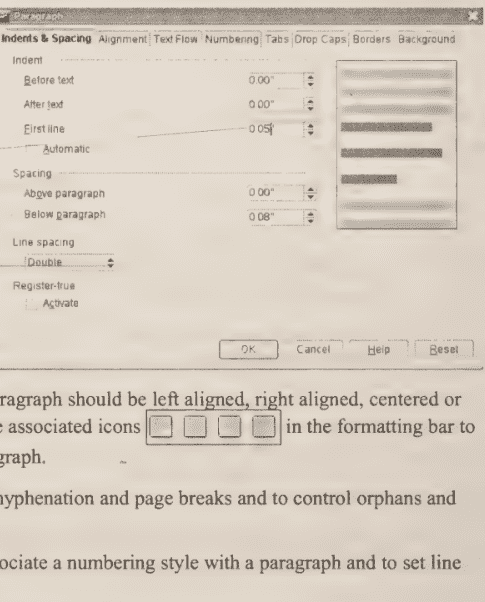 Paragraph
Indents & Spacing Alignment Text Flow Numbering Tabs Drop Caps Borders Background
Indent
Before text 0.00"
After text 0.00"
First line 0.05
Automatic
Spacing
Above paragraph 0.00"
Below paragraph 0.08"
Line spacing
Double
Register-true
Activate
OK Cancel Help Reset
ragraph should be left aligned, right aligned, centered or
e associated icons in the formatting bar to
graph.
hyphenation and page breaks and to control orphans and
ociate a numbering style with a paragraph and to set line